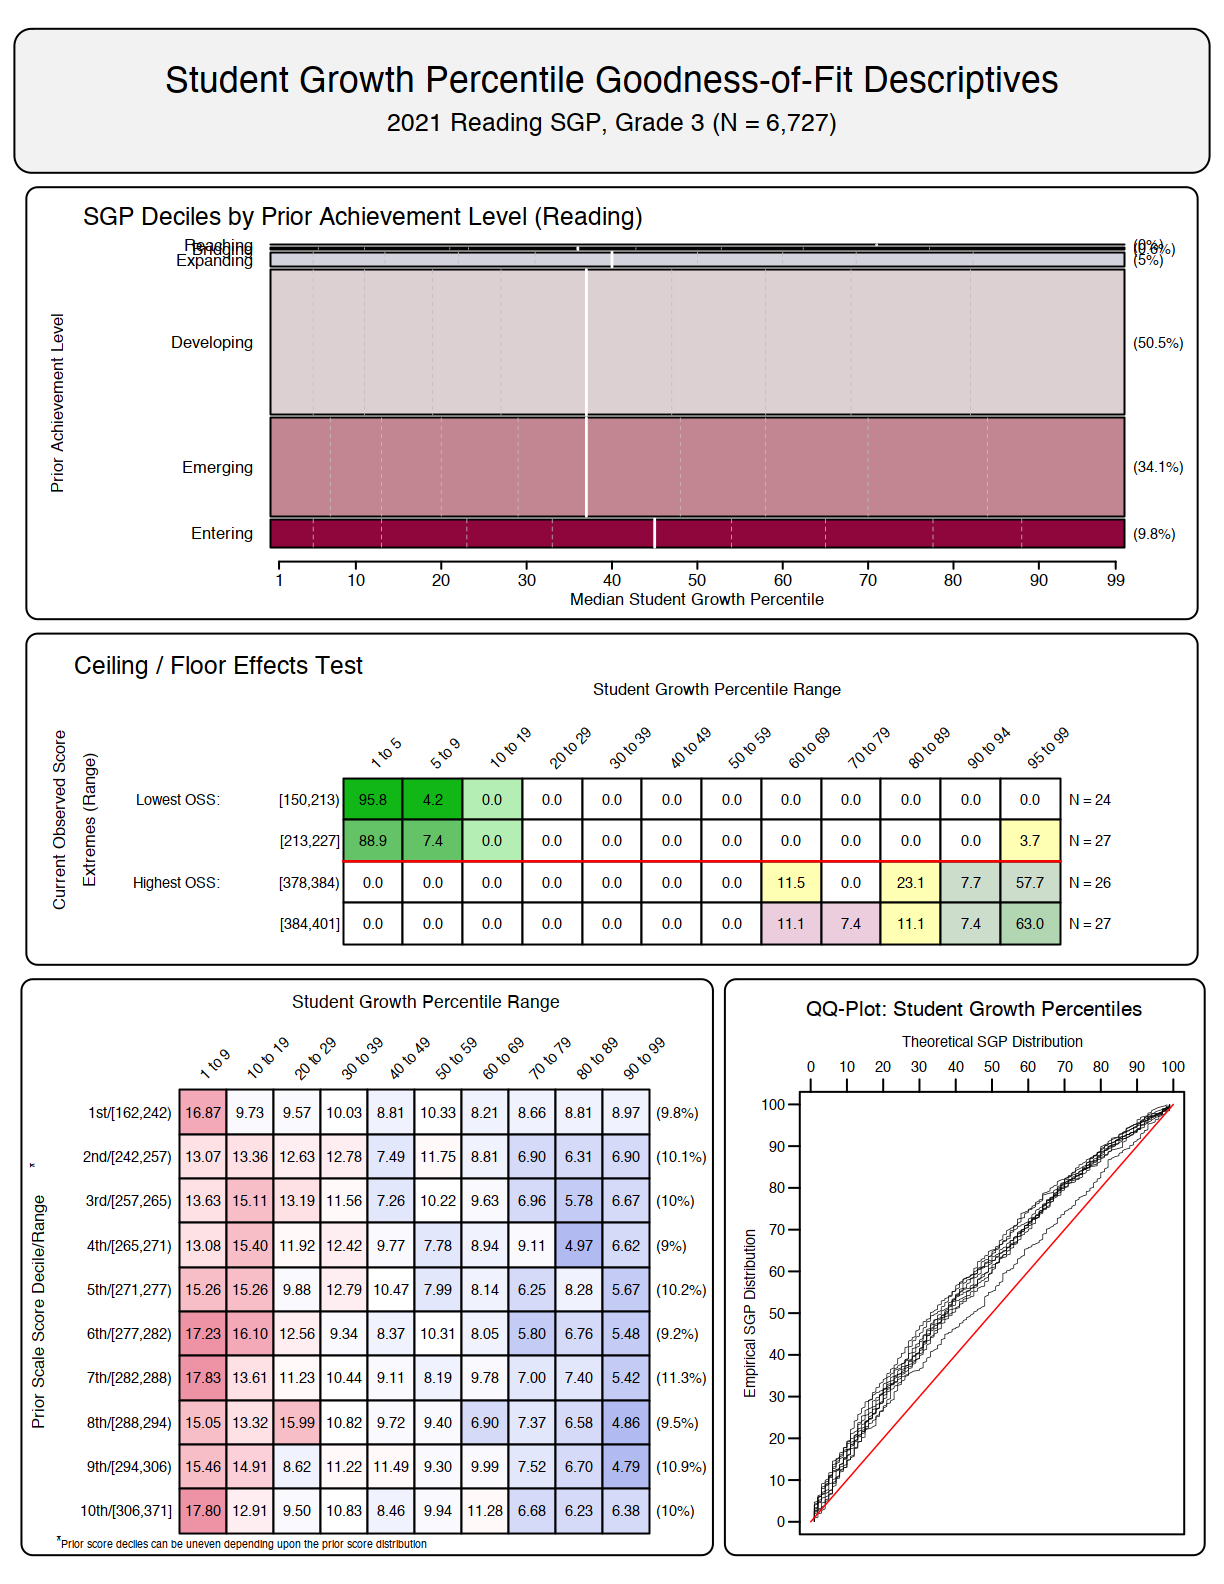 Student Growth Percentile Goodness-of-Fit Descriptives
2021 Reading SGP, Grade 3 (N = 6,727)
SGP Deciles by Prior Achievement Level (Reading)
Prior Achievement Level
Reaching (0%)
Bridging (0.6%)
Expanding (5%)
Developing (50.5%)
Emerging (34.1%)
Entering (9.8%)
1 10 20 30 40 50 60 70 80 90 99
Median Student Growth Percentile
Ceiling / Floor Effects Test
Student Growth Percentile Range
Current Observed Score
Extremes (Range)
1 to 5 5 to 9 10 to 19 20 to 29 30 to 39 40 to 49 50 to 59 60 to 69 70 to 79 80 to 89 90 to 94 95 to 99
Lowest OSS: [150,213) 95.8 4.2 0.0 0.0 0.0 0.0 0.0 0.0 0.0 0.0 0.0 0.0 N = 24
[213,227] 88.9 7.4 0.0 0.0 0.0 0.0 0.0 0.0 0.0 0.0 0.0 3.7 N = 27
Highest OSS: [378,384) 0.0 0.0 0.0 0.0 0.0 0.0 0.0 11.5 0.0 23.1 7.7 57.7 N = 26
[384,401] 0.0 0.0 0.0 0.0 0.0 0.0 0.0 11.1 7.4 11.1 7.4 63.0 N = 27
Student Growth Percentile Range
Prior Scale Score Decile/Range *
1 to 9 10 to 19 20 to 29 30 to 39 40 to 49 50 to 59 60 to 69 70 to 79 80 to 89 90 to 99
1st/[162,242) 16.87 9.73 9.57 10.03 8.81 10.33 8.21 8.66 8.81 8.97 (9.8%)
2nd/[242,257) 13.07 13.36 12.63 12.78 7.49 11.75 8.81 6.90 6.31 6.90 (10.1%)
3rd/[257,265) 13.63 15.11 13.19 11.56 7.26 10.22 9.63 6.96 5.78 6.67 (10%)
4th/[265,271) 13.08 15.40 11.92 12.42 9.77 7.78 8.94 9.11 4.97 6.62 (9%)
5th/[271,277) 15.26 15.26 9.88 12.79 10.47 7.99 8.14 6.25 8.28 5.67 (10.2%)
6th/[277,282) 17.23 16.10 12.56 9.34 8.37 10.31 8.05 5.80 6.76 5.48 (9.2%)
7th/[282,288) 17.83 13.61 11.23 10.44 9.11 8.19 9.78 7.00 7.40 5.42 (11.3%)
8th/[288,294) 15.05 13.32 15.99 10.82 9.72 9.40 6.90 7.37 6.58 4.86 (9.5%)
9th/[294,306) 15.46 14.91 8.62 11.22 11.49 9.30 9.99 7.52 6.70 4.79 (10.9%)
10th/[306,371] 17.80 12.91 9.50 10.83 8.46 9.94 11.28 6.68 6.23 6.38 (10%)
*Prior score deciles can be uneven depending upon the prior score distribution
QQ-Plot: Student Growth Percentiles
Theoretical SGP Distribution
0 10 20 30 40 50 60 70 80 90 100
Empirical SGP Distribution
100
90
80
70
60
50
40
30
20
10
0